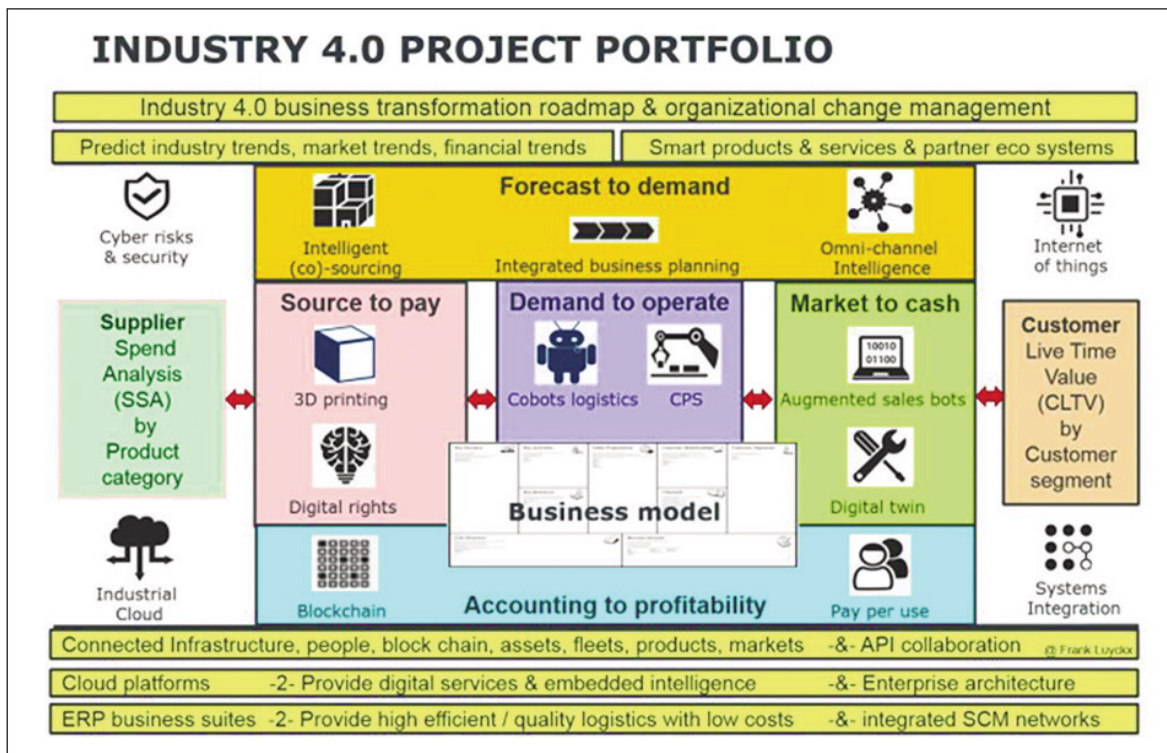 INDUSTRY 4.0 PROJECT PORTFOLIO
Industry 4.0 business transformation roadmap & organizational change management
Predict industry trends, market trends, financial trends
Smart products & services & partner eco systems
Cyber risks
& security
Forecast to demand
Intelligent
(co)-sourcing
Integrated business planning
Omni-channel
Intelligence
Internet
of things
Supplier
Spend
Analysis
(SSA)
by
Product
category
Source to pay
3D printing
Digital rights
Demand to operate
Cobots logistics
CPS
Market to cash
10010
01100
Augmented sales bots
Digital twin
Customer
Live Time
Value
(CLTV)
by
Customer
segment
Business model
Industrial
Cloud
Blockchain
Accounting to profitability
Pay per use
Systems
Integration
Connected Infrastructure, people, block chain, assets, fleets, products, markets -&- API collaboration @ Frank Luyckx
Cloud platforms -2- Provide digital services & embedded intelligence -&- Enterprise architecture
ERP business suites -2- Provide high efficient / quality logistics with low costs -&- integrated SCM networks